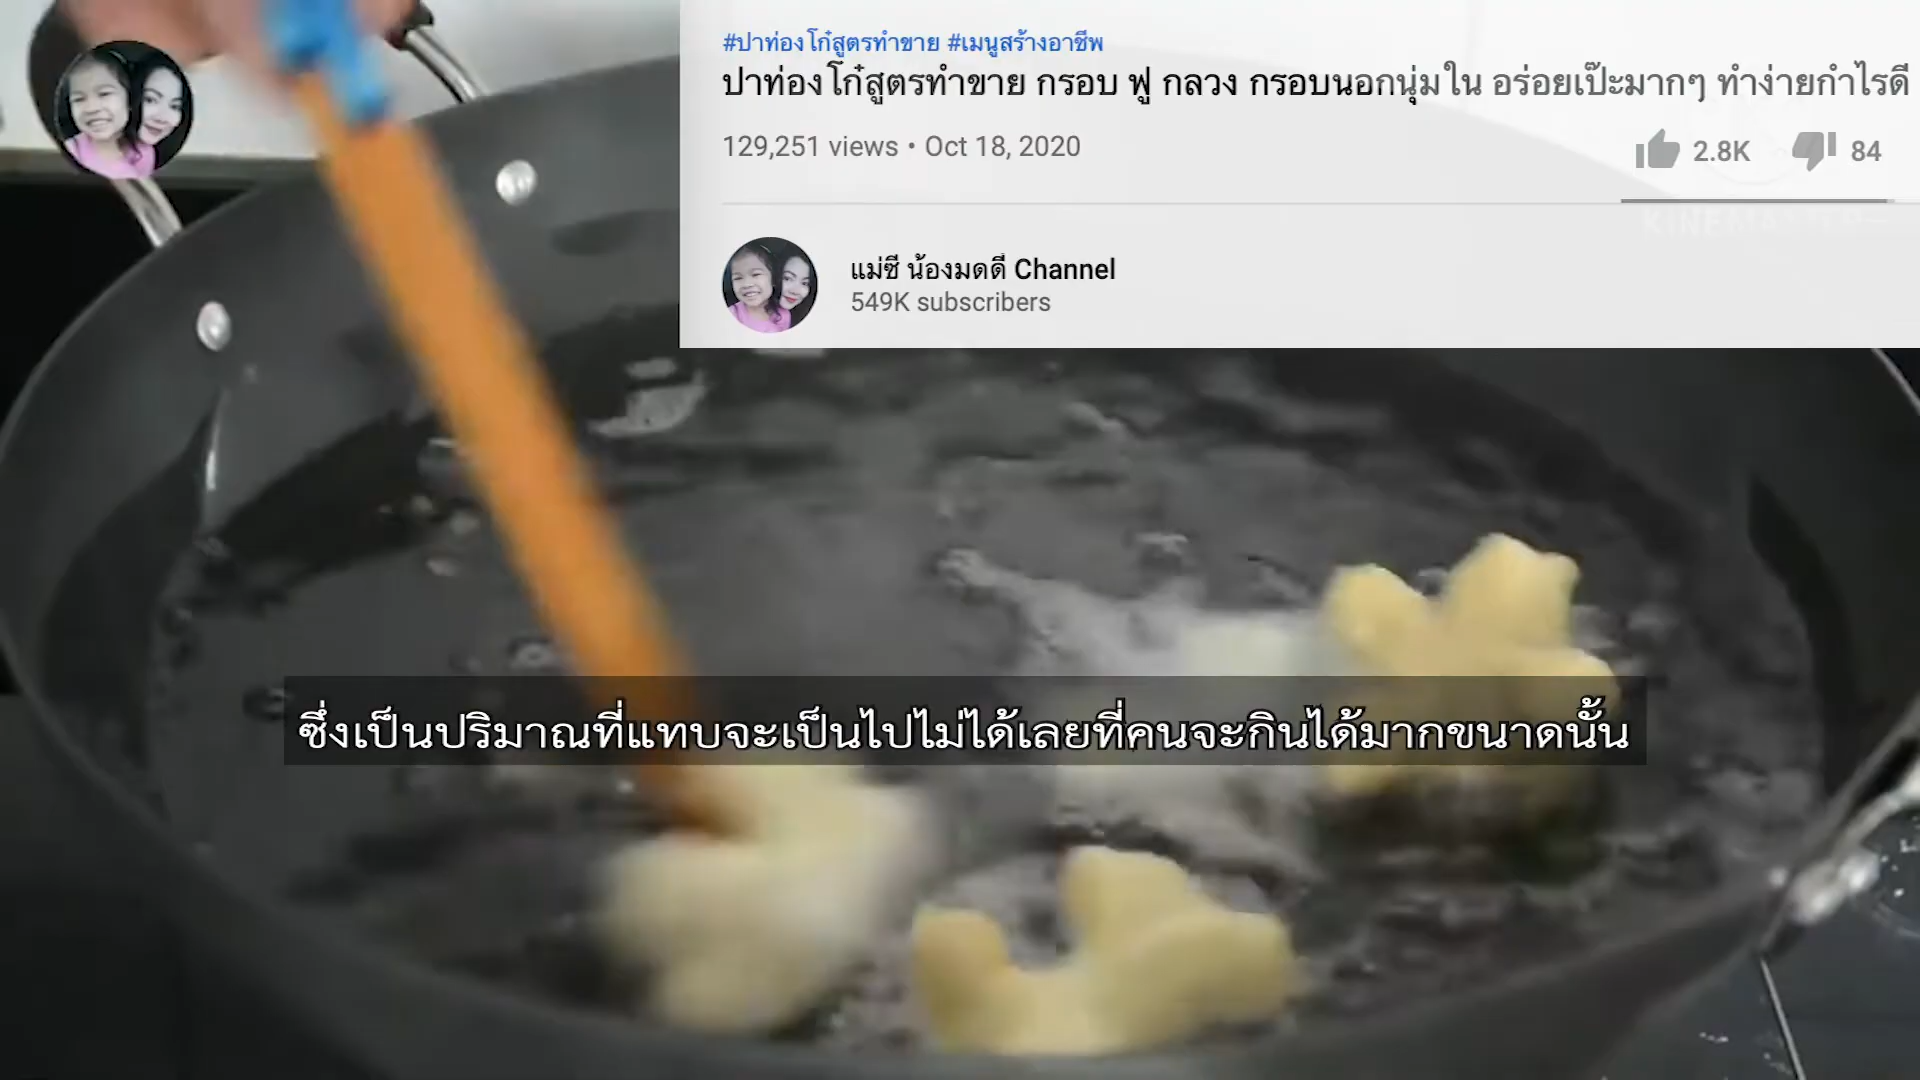 #ปาท่องโก๋สูตรทำขาย #เมนูสร้างอาชีพ
ปาท่องโก๋สูตรทำขาย กรอบ ฟู กลวง กรอบนอกนุ่มใน อร่อยเป๊ะมากๆ ทำง่ายกำไรดี
129,251 views • Oct 18, 2020
2.8K 84
KINEMASTER
แม่ซี น้องมดดี Channel
549K subscribers
ซึ่งเป็นปริมาณที่แทบจะเป็นไปไม่ได้เลยที่คนจะกินได้มากขนาดนั้น